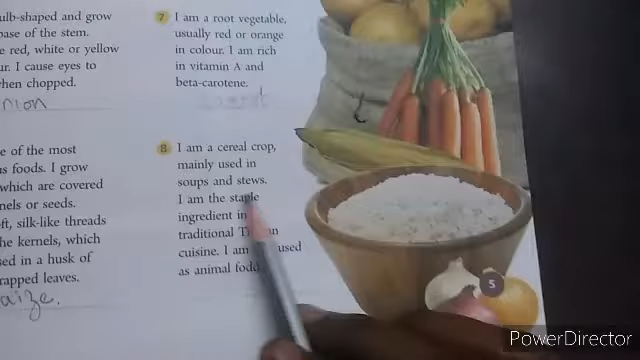 ulb-shaped and grow
ase of the stem.
e red, white or yellow
ur. I cause eyes to
hen chopped.
nion
e of the most
us foods. I grow
which are covered
nels or seeds.
ft, silk-like threads
he kernels, which
sed in a husk of
rapped leaves.
aize.
7 I am a root vegetable,
usually red or orange
in colour. I am rich
in vitamin A and
beta-carotene.
carrot
8 I am a cereal crop,
mainly used in
soups and stews.
I am the staple
ingredient in
traditional
cuisine. I am used
as animal fodd
5
PowerDirector